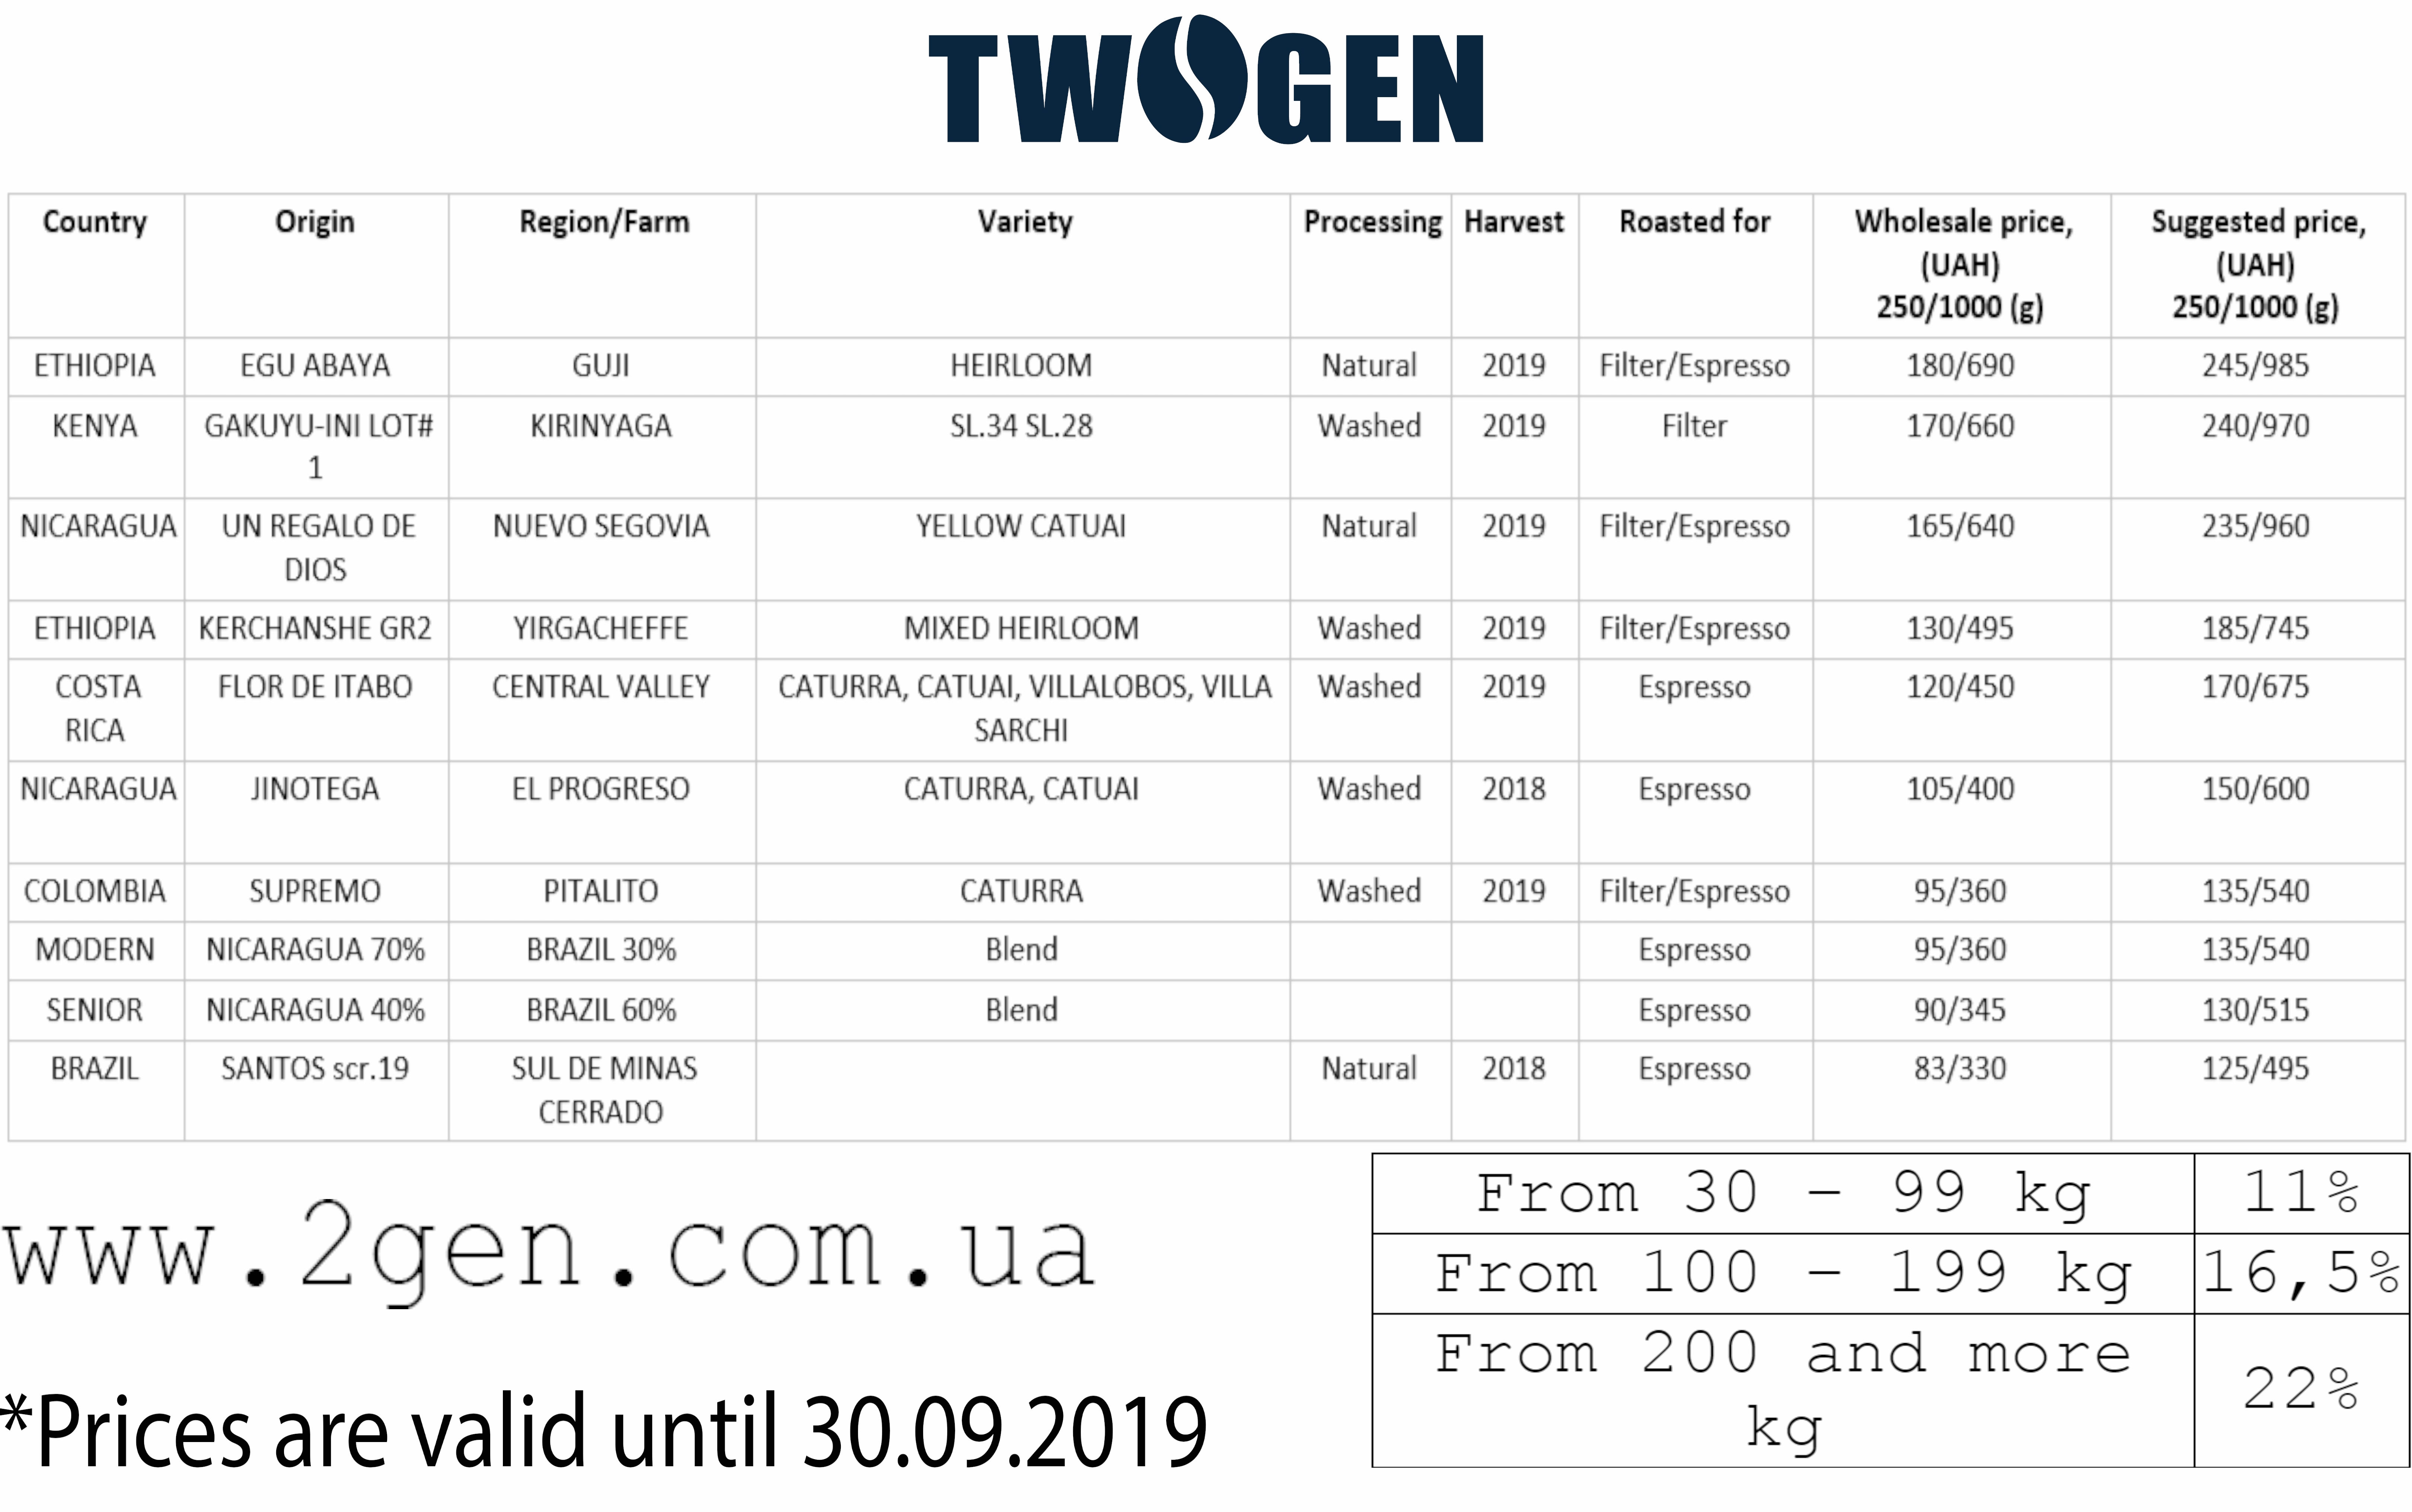 TWOGEN
Country Origin Region/Farm Variety Processing Harvest Roasted for Wholesale price, (UAH) 250/1000 (g) Suggested price, (UAH) 250/1000 (g)
ETHIOPIA EGU ABAYA GUJI HEIRLOOM Natural 2019 Filter/Espresso 180/690 245/985
KENYA GAKUYU-INI LOT# 1 KIRINYAGA SL.34 SL.28 Washed 2019 Filter 170/660 240/970
NICARAGUA UN REGALO DE DIOS NUEVO SEGOVIA YELLOW CATUAI Natural 2019 Filter/Espresso 165/640 235/960
ETHIOPIA KERCHANSHE GR2 YIRGACHEFFE MIXED HEIRLOOM Washed 2019 Filter/Espresso 130/495 185/745
COSTA RICA FLOR DE ITABO CENTRAL VALLEY CATURRA, CATUAI, VILLALOBOS, VILLA SARCHI Washed 2019 Espresso 120/450 170/675
NICARAGUA JINOTEGA EL PROGRESO CATURRA, CATUAI Washed 2018 Espresso 105/400 150/600
COLOMBIA SUPREMO PITALITO CATURRA Washed 2019 Filter/Espresso 95/360 135/540
MODERN NICARAGUA 70% BRAZIL 30% Blend Espresso 95/360 135/540
SENIOR NICARAGUA 40% BRAZIL 60% Blend Espresso 90/345 130/515
BRAZIL SANTOS scr.19 SUL DE MINAS CERRADO Natural 2018 Espresso 83/330 125/495
www.2gen.com.ua
*Prices are valid until 30.09.2019
From 30 – 99 kg 11%
From 100 – 199 kg 16,5%
From 200 and more kg 22%